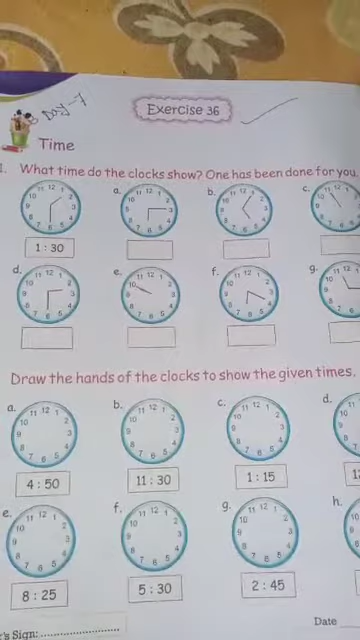 Day-7
Exercise 36
Time
1. What time do the clocks show? One has been done for you.
a. b. c.
1 : 30
d. e. f. g.
Draw the hands of the clocks to show the given times.
a. b. c. d.
4 : 50 11 : 30 1 : 15
e. f. g. h.
8 : 25 5 : 30 2 : 45
's Sign: Date